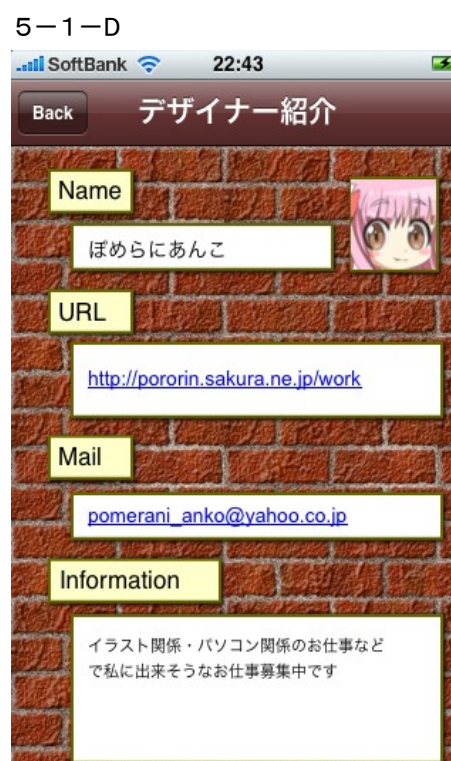 5－1－D
SoftBank 22:43
Back デザイナー紹介
Name
ぽめらにあんこ
URL
http://pororin.sakura.ne.jp/work
Mail
pomerani_anko@yahoo.co.jp
Information
イラスト関係・パソコン関係のお仕事など
で私に出来そうなお仕事募集中です